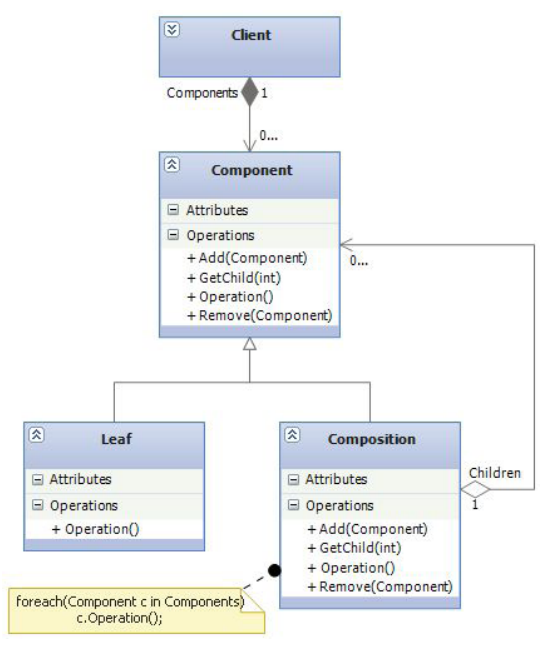 Client
Components 1
0...
Component
Attributes
Operations
+ Add(Component)
+ GetChild(int)
+ Operation()
+ Remove(Component)
0...
Leaf
Attributes
Operations
+ Operation()
Composition
Attributes
Operations
+ Add(Component)
+ GetChild(int)
+ Operation()
+ Remove(Component)
Children
1
foreach(Component c in Components)
c.Operation();